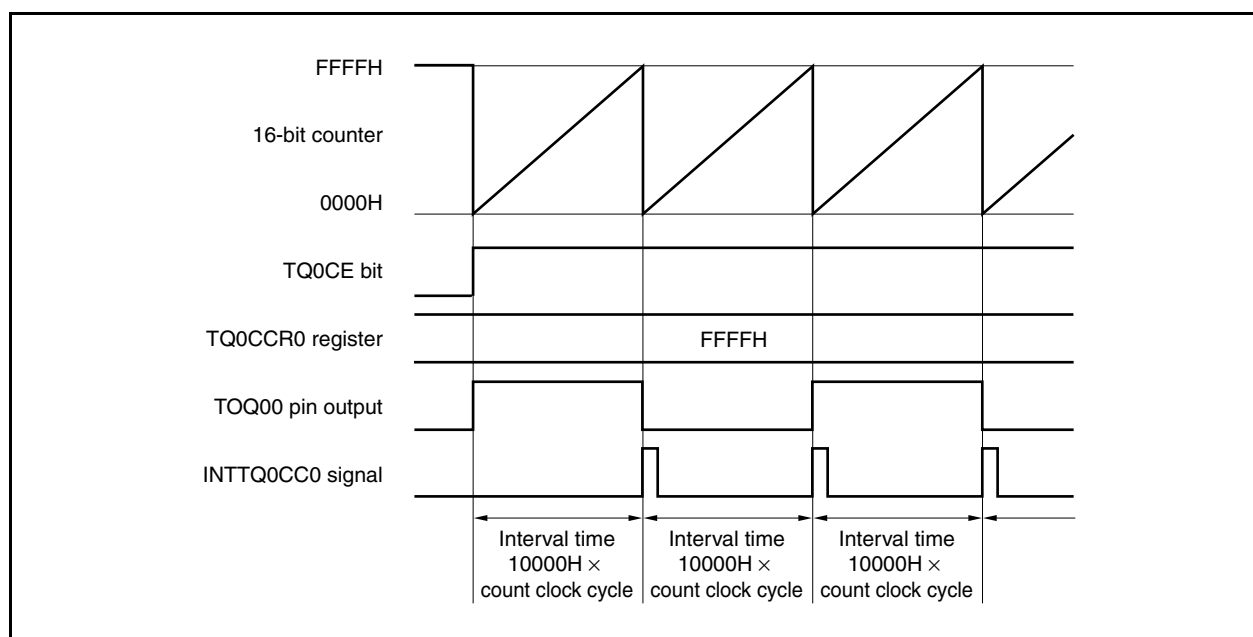 FFFFH
16-bit counter
0000H
TQ0CE bit
TQ0CCR0 register
FFFFH
TOQ00 pin output
INTTQ0CC0 signal
Interval time
10000H ×
count clock cycle
Interval time
10000H ×
count clock cycle
Interval time
10000H ×
count clock cycle